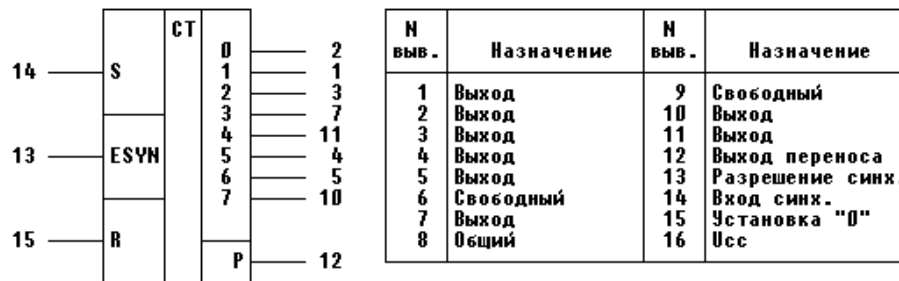 CT
14 S
13 ESYN
15 R
0 2
1 1
2 3
3 7
4 11
5 4
6 5
7 10
P 12
N выв. Назначение N выв. Назначение
1 Выход 9 Свободный
2 Выход 10 Выход
3 Выход 11 Выход
4 Выход 12 Выход переноса
5 Выход 13 Разрешение синх.
6 Свободный 14 Вход синх.
7 Выход 15 Установка "0"
8 Общий 16 Ucc